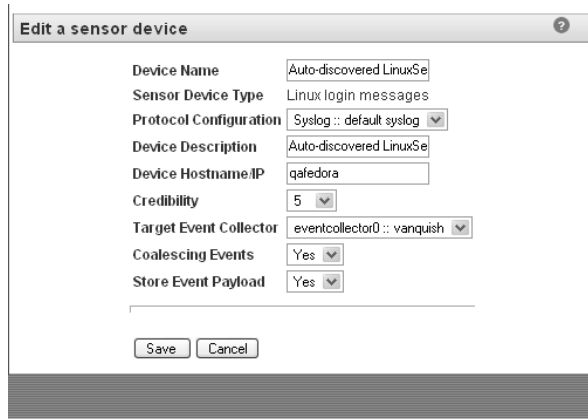 Edit a sensor device
?
Device Name Auto-discovered LinuxSe
Sensor Device Type Linux login messages
Protocol Configuration Syslog :: default syslog
Device Description Auto-discovered LinuxSe
Device Hostname/IP qafedora
Credibility 5
Target Event Collector eventcollector0 :: vanquish
Coalescing Events Yes
Store Event Payload Yes
Save Cancel